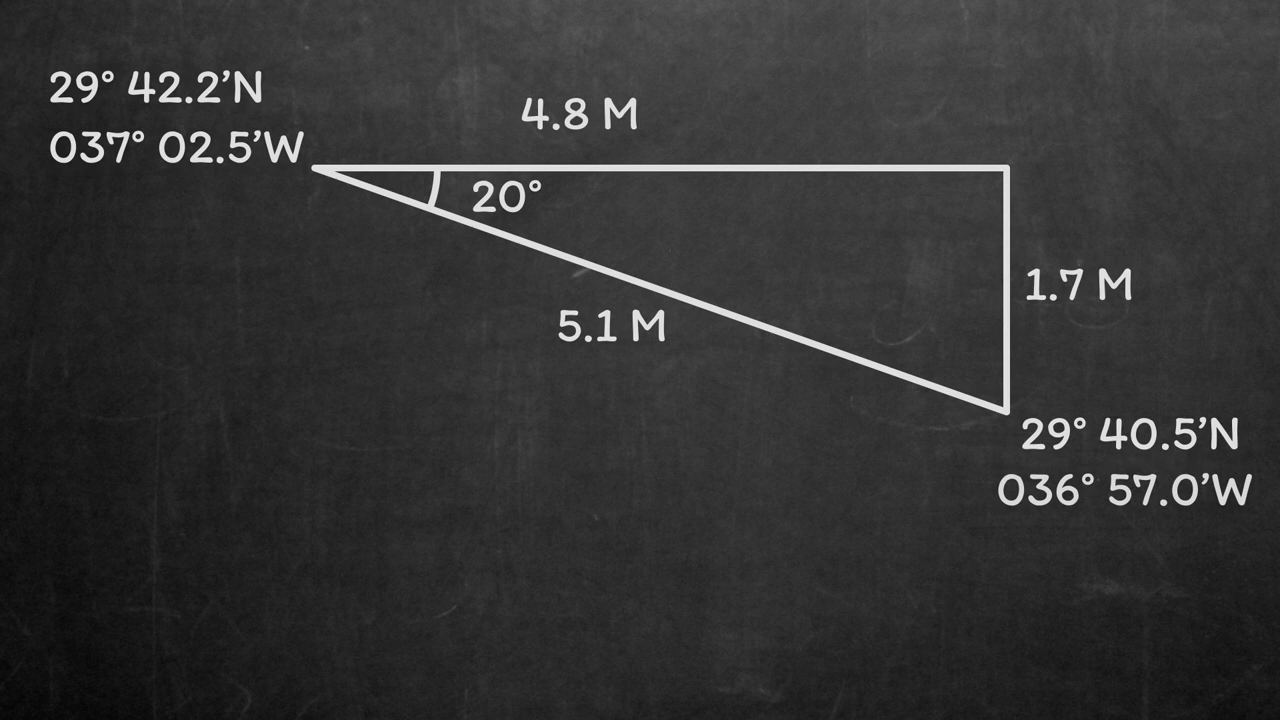 29° 42.2’N
037° 02.5’W
4.8 M
20°
1.7 M
5.1 M
29° 40.5’N
036° 57.0’W